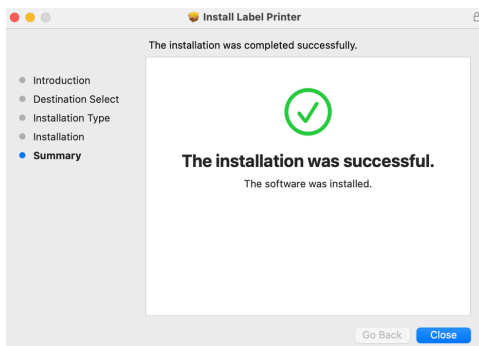 Install Label Printer
The installation was completed successfully.
Introduction
Destination Select
Installation Type
Installation
Summary
The installation was successful.
The software was installed.
Go Back
Close